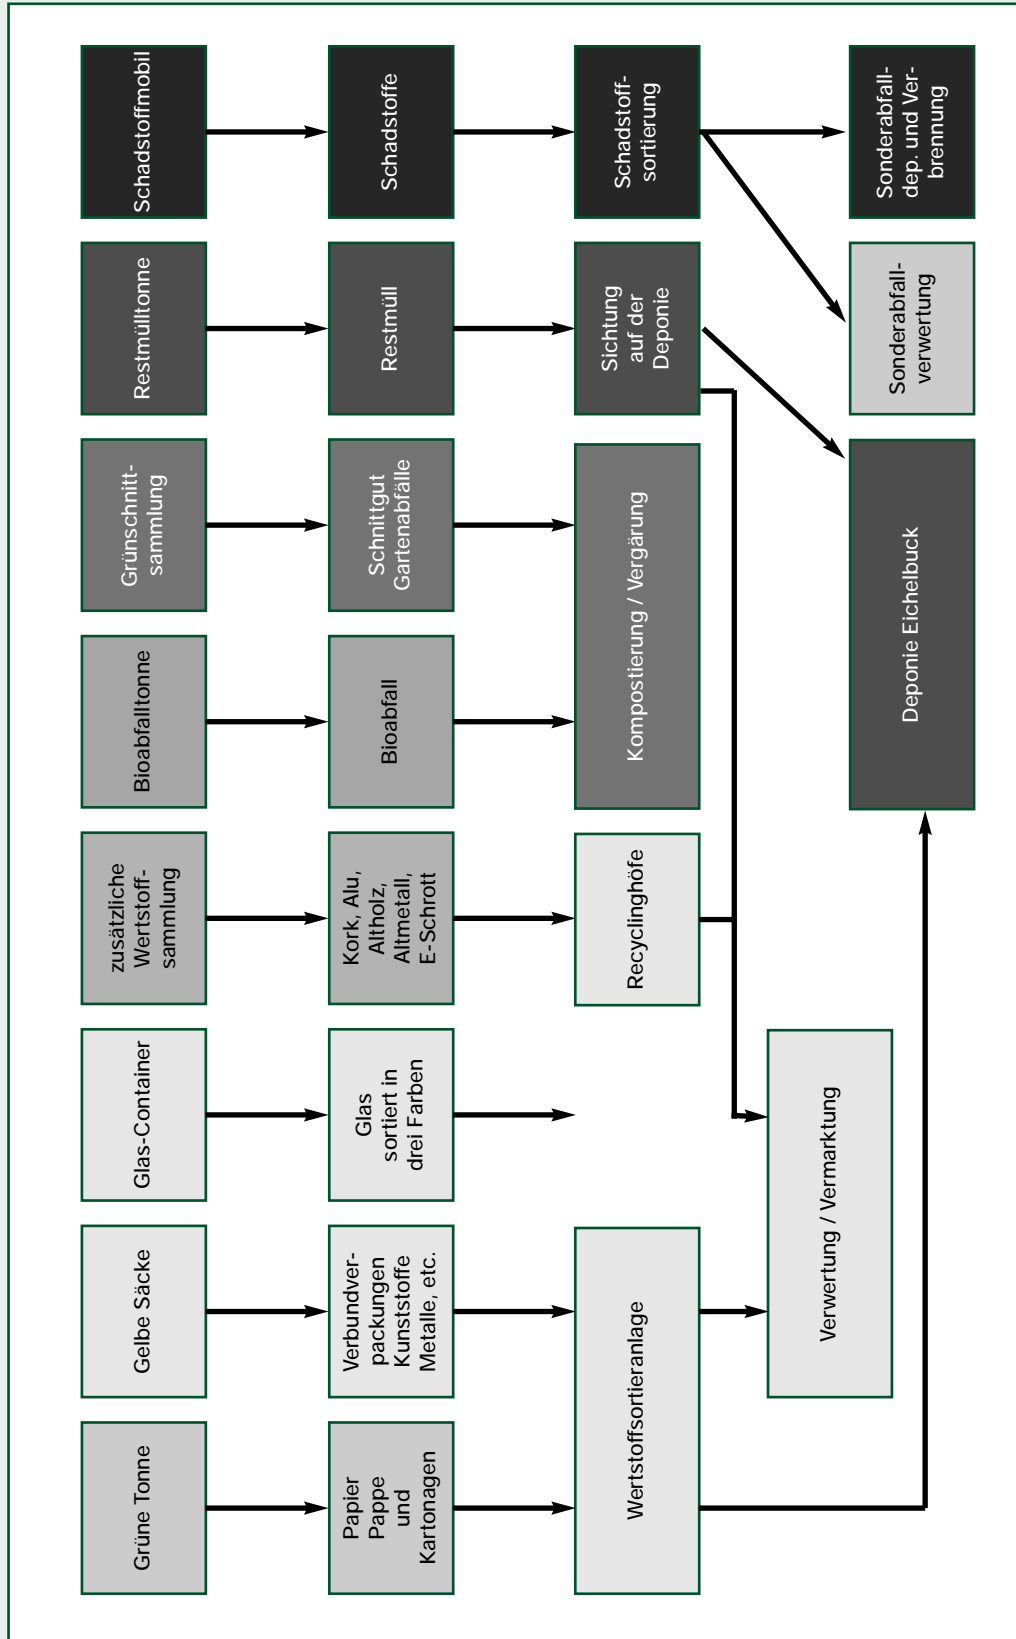 Schadstoffmobil
Schadstoffe
Schadstoff-
sortierung
Sonderabfall-
dep. und Ver-
brennung
Restmülltonne
Restmüll
Sichtung
auf der
Deponie
Sonderabfall-
verwertung
Grünschnitt-
sammlung
Schnittgut
Gartenabfälle
Kompostierung / Vergärung
Deponie Eichelbuck
Bioabfalltonne
Bioabfall
zusätzliche
Wertstoff-
sammlung
Kork, Alu,
Altholz,
Altmetall,
E-Schrott
Recyclinghöfe
Glas-Container
Glas
sortiert in
drei Farben
Verwertung / Vermarktung
Gelbe Säcke
Verbundver-
packungen
Kunststoffe
Metalle, etc.
Wertstoffsortieranlage
Grüne Tonne
Papier
Pappe
und
Kartonagen